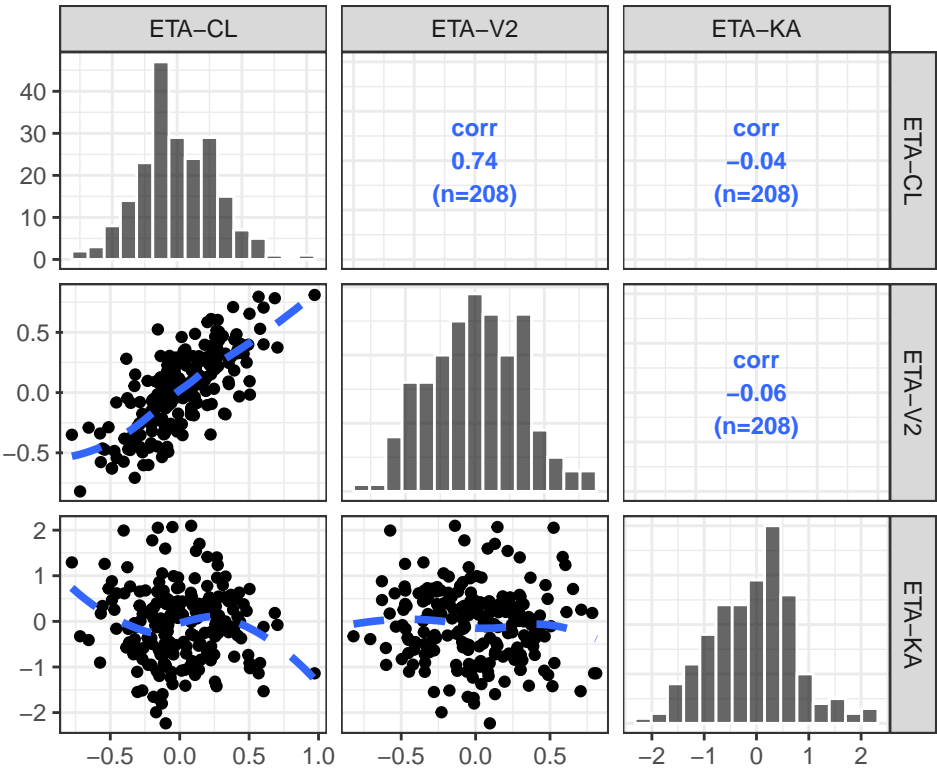 ETA−CL ETA−V2 ETA−KA
40
30
20
10
0
corr
0.74
(n=208)
corr
−0.04
(n=208)
ETA−CL
0.5
0.0
−0.5
corr
−0.06
(n=208)
ETA−V2
2
1
0
−1
−2
ETA−KA
−0.5 0.0 0.5 1.0 −0.5 0.0 0.5 −2 −1 0 1 2